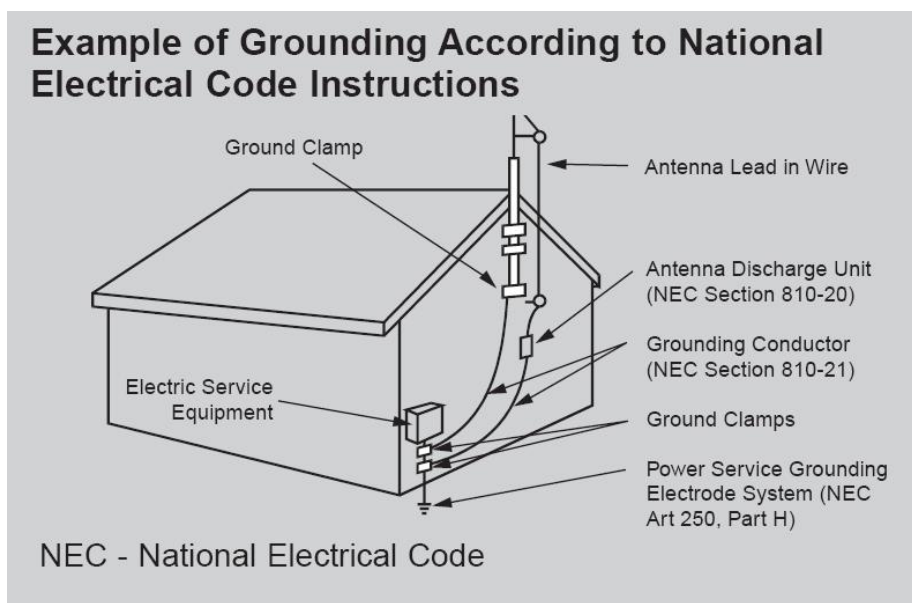 Example of Grounding According to National
Electrical Code Instructions
Ground Clamp
Antenna Lead in Wire
Antenna Discharge Unit
(NEC Section 810-20)
Grounding Conductor
(NEC Section 810-21)
Electric Service
Equipment
Ground Clamps
Power Service Grounding
Electrode System (NEC
Art 250, Part H)
NEC - National Electrical Code